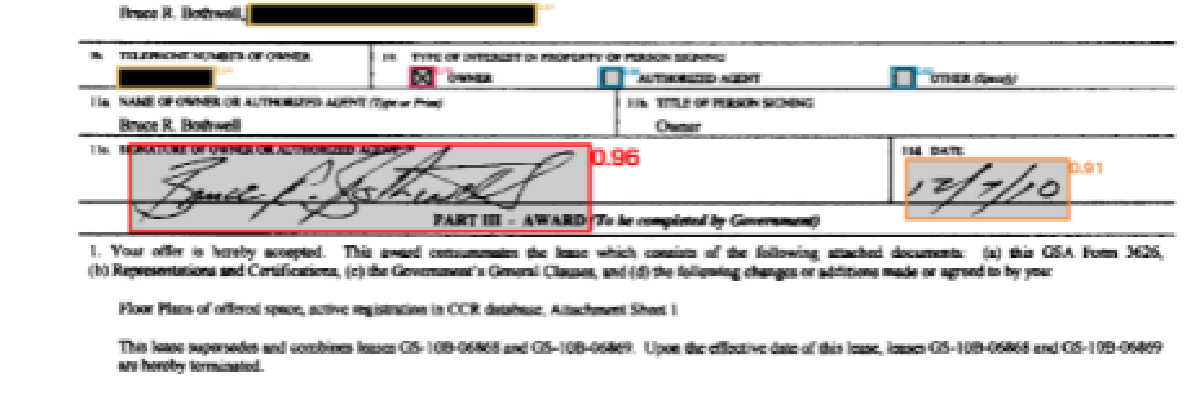 Bruce R. Bothwell,
9b. TELEPHONE NUMBER OF OWNER
10. TYPE OF INTEREST IN PROPERTY OF PERSON SIGNING
OWNER AUTHORIZED AGENT OTHER (Specify)
11a. NAME OF OWNER OR AUTHORIZED AGENT (Type or Print)
Bruce R. Bothwell
11b. TITLE OF PERSON SIGNING
Owner
11c. SIGNATURE OF OWNER OR AUTHORIZED AGENT
0.96
Bruce R. Bothwell
11d. DATE
0.91
12/7/10
PART III - AWARD (To be completed by Government)
1. Your offer is hereby accepted. This award consummates the lease which consists of the following attached documents: (a) this GSA Form 3626,
(b) Representations and Certifications, (c) the Government's General Clauses, and (d) the following changes or additions made or agreed to by you:
Floor Plans of offered space, active registration in CCR database, Attachment Sheet 1
This lease supersedes and combines leases GS-10B-06868 and GS-10B-06869. Upon the effective date of this lease, leases GS-10B-06868 and GS-10B-06869
are hereby terminated.